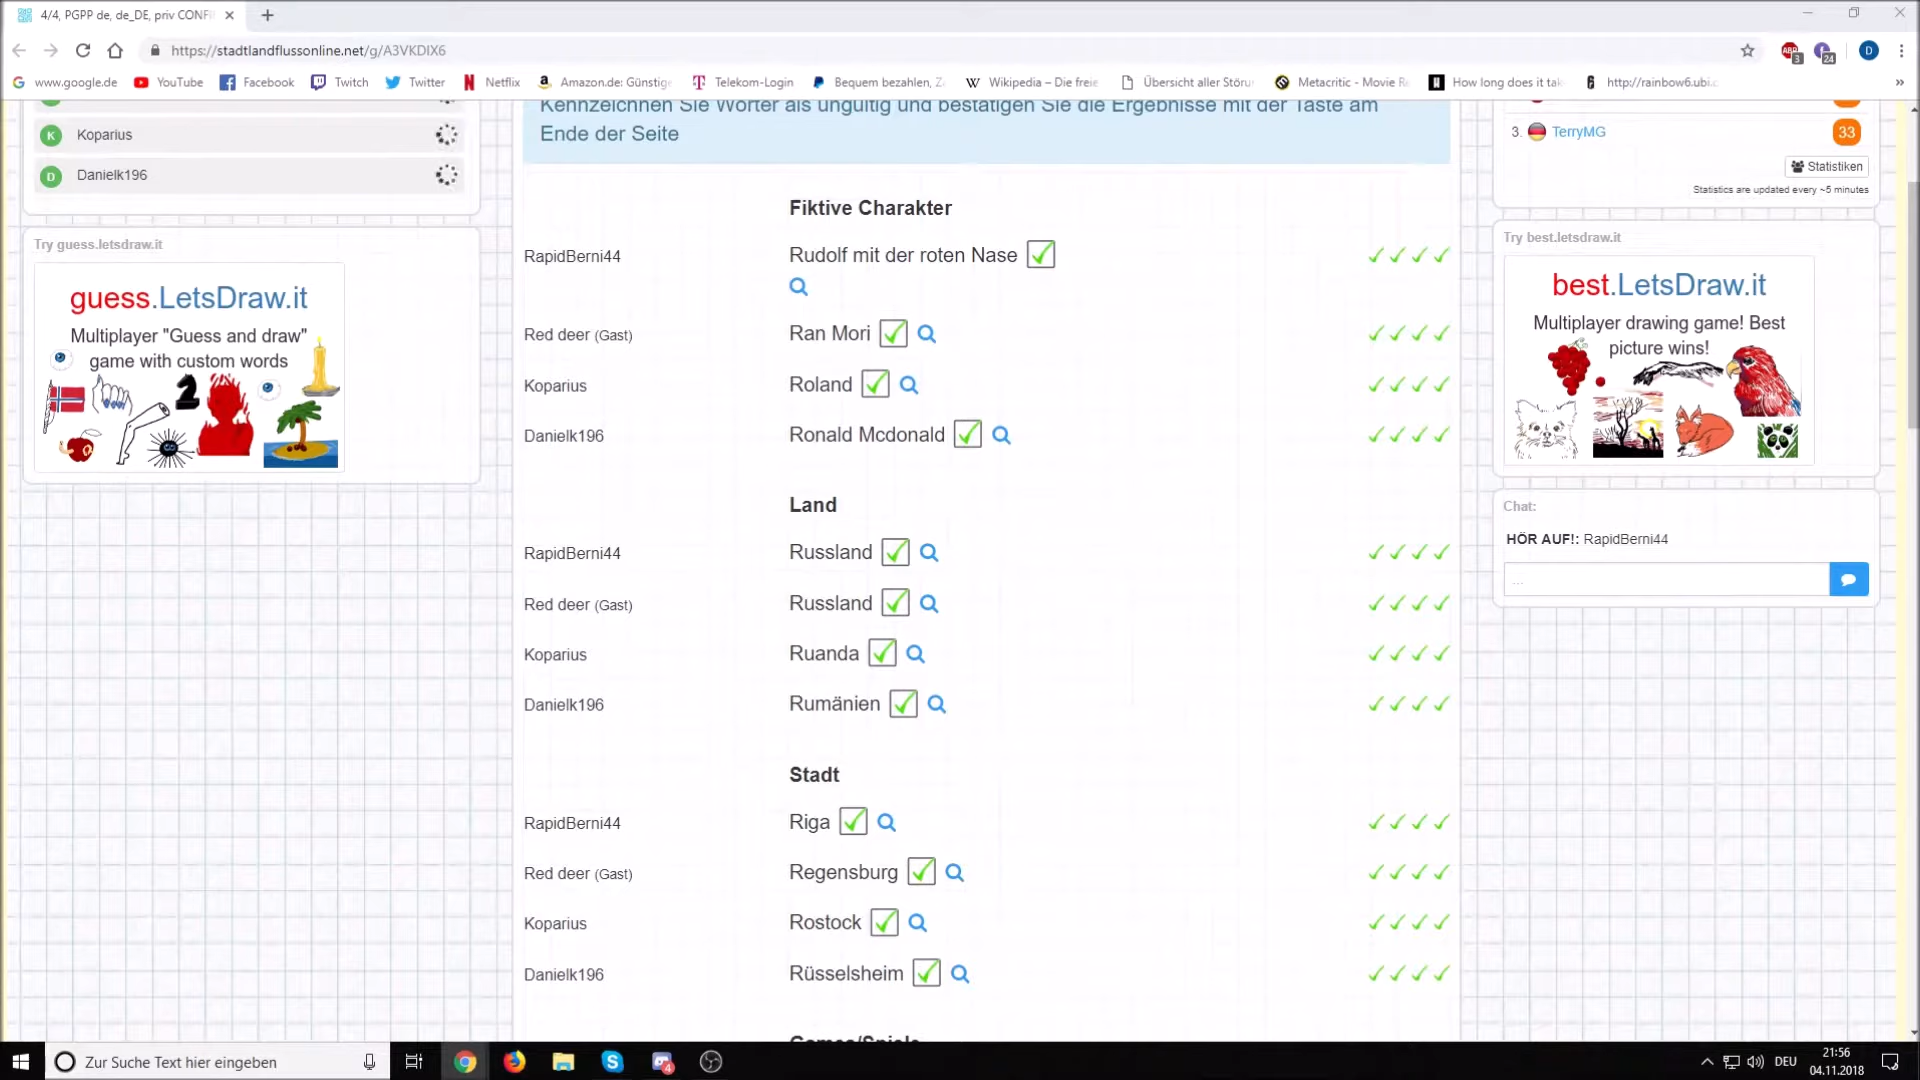 4/4, PGPP de, de_DE, priv CONFI
https://stadtlandflussonline.net/g/A3VKDIX6
3
24
D
www.google.de
YouTube
Facebook
Twitch
Twitter
Netflix
Amazon.de: Günstige
Telekom-Login
Bequem bezahlen, Z
Wikipedia – Die freie
Übersicht aller Störu
Metacritic - Movie Re
How long does it tak
http://rainbow6.ubi.c
»
K Koparius
D Danielk196
Try guess.letsdraw.it
guess.LetsDraw.it
Multiplayer "Guess and draw"
game with custom words
Kennzeichnen Sie Wörter als ungültig und bestätigen Sie die Ergebnisse mit der Taste am
Ende der Seite
Fiktive Charakter
RapidBerni44 Rudolf mit der roten Nase
Red deer (Gast) Ran Mori
Koparius Roland
Danielk196 Ronald Mcdonald
Land
RapidBerni44 Russland
Red deer (Gast) Russland
Koparius Ruanda
Danielk196 Rumänien
Stadt
RapidBerni44 Riga
Red deer (Gast) Regensburg
Koparius Rostock
Danielk196 Rüsselsheim
Games/Spiele
3. TerryMG 33
Statistiken
Statistics are updated every ~5 minutes
Try best.letsdraw.it
best.LetsDraw.it
Multiplayer drawing game! Best
picture wins!
Chat:
HÖR AUF!: RapidBerni44
...
Zur Suche Text hier eingeben
4
DEU
21:56
04.11.2018